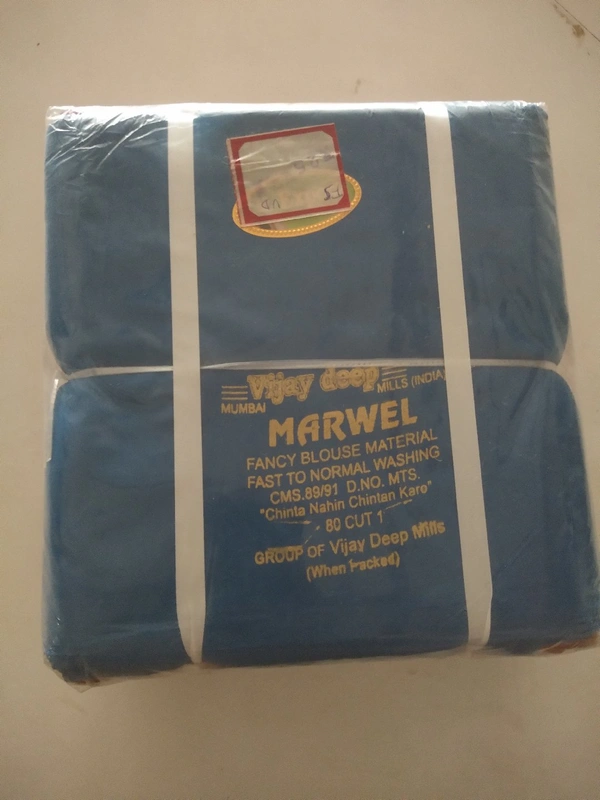 Vijay deep
MILLS (INDIA)
MUMBAI
MARWEL
FANCY BLOUSE MATERIAL
FAST TO NORMAL WASHING
CMS.89/91 D.NO. MTS.
"Chinta Nahin Chintan Karo"
80 CUT 1
GROUP OF Vijay Deep Mills
(When Packed)